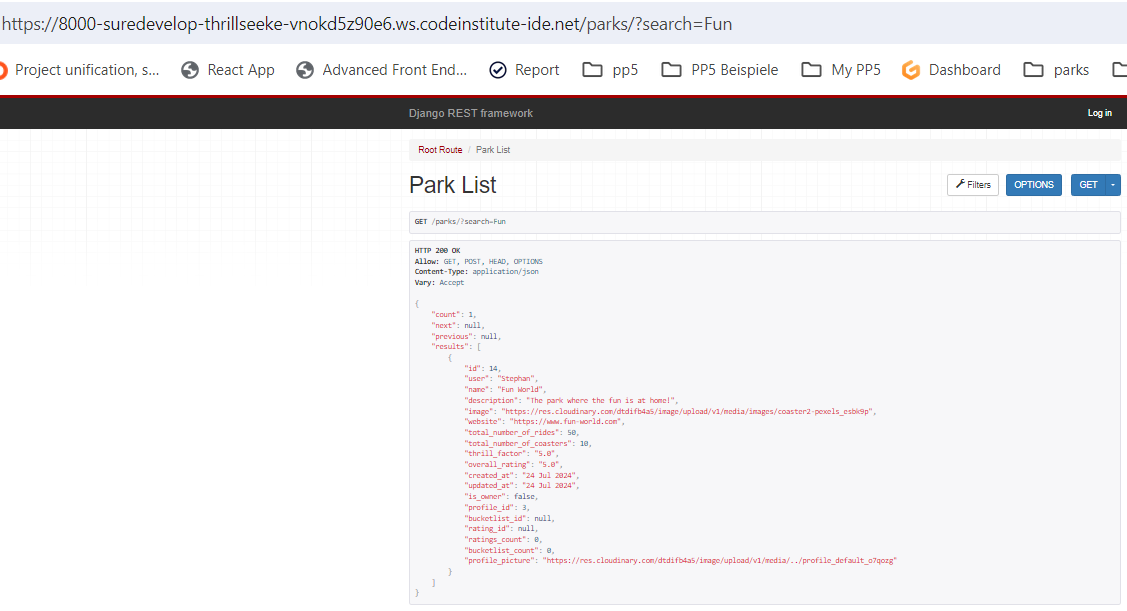 https://8000-suredevelop-thrillseeke-vnokd5z90e6.ws.codeinstitute-ide.net/parks/?search=Fun
Project unification, s... React App Advanced Front End... Report pp5 PP5 Beispiele My PP5 Dashboard parks
Django REST framework Log in
Root Route / Park List
Park List Filters OPTIONS GET
GET /parks/?search=Fun
HTTP 200 OK
Allow: GET, POST, HEAD, OPTIONS
Content-Type: application/json
Vary: Accept
{
"count": 1,
"next": null,
"previous": null,
"results": [
{
"id": 14,
"user": "Stephan",
"name": "Fun World",
"description": "The park where the fun is at home!",
"image": "https://res.cloudinary.com/dtdifb4a5/image/upload/v1/media/images/coaster2-pexels_esbk9p",
"website": "https://www.fun-world.com",
"total_number_of_rides": 50,
"total_number_of_coasters": 10,
"thrill_factor": "5.0",
"overall_rating": "5.0",
"created_at": "24 Jul 2024",
"updated_at": "24 Jul 2024",
"is_owner": false,
"profile_id": 3,
"bucketlist_id": null,
"rating_id": null,
"ratings_count": 0,
"bucketlist_count": 0,
"profile_picture": "https://res.cloudinary.com/dtdifb4a5/image/upload/v1/media/../profile_default_o7qozg"
}
]
}